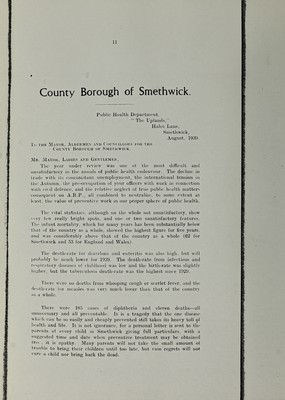 11
County Borough of Smethwick.
Public Health Department,
"The Uplands,"
Hales Lane,
Smethwick,
August, 1939.
To the Mayor, Aldermen and Councillors for the
County Borough of Smethwick.
Mr. Mayor, Ladies and Gentlemen,
The year under review was one of the most difficult and
unsatisfactory in the annals of public health endeavour. The decline in
trade with its concomitant unemployment, the international tension in
the Autumn, the pre-occupation of your officers with work in connection
with civil defence, and the relative neglect of true public health matters
consequent on A.R.P., all combined to neutralise, to some extent at
least, the value of preventive work in our proper sphere of public health.
The vital statistics, although on the whole not unsatisfactory, show
very few really bright spots, and one or two unsatisfactory features.
The infant mortality, which for many years has been substantially below
that of the country as a whole, showed the highest figure for five years,
and was considerably above that of the country as a whole (62 for
Smethwick and 53 for England and Wales).
The death-rate for diarrhœa and enteritis was also high, but will
probably be much lower for 1939. The death-rate from infectious and
respiratory diseases of childhood was low and the death-rate was slightly
higher, but the tuberculosis death-rate was the highest since 1929.
There were no deaths from whooping cough or scarlet fever, and the
death-rate for measles was very much lower than that of the country
as a whole.
There were 185 cases of diphtheria and eleven deaths—all
unnecessary and all preventable. It is a tragedy that the one disease
which can be so easily and cheaply prevented still takes its heavy toll of
health and life. It is not ignorance, for a personal letter is sent to the
parents of every child in Smethwick giving full particulars, with a
suggested time and date when preventive treatment may be obtained
free: it is apathy. Many parents will not take the small amount of
trouble to bring their children until too late, but vain regrets will not
cure a child nor bring back the dead.